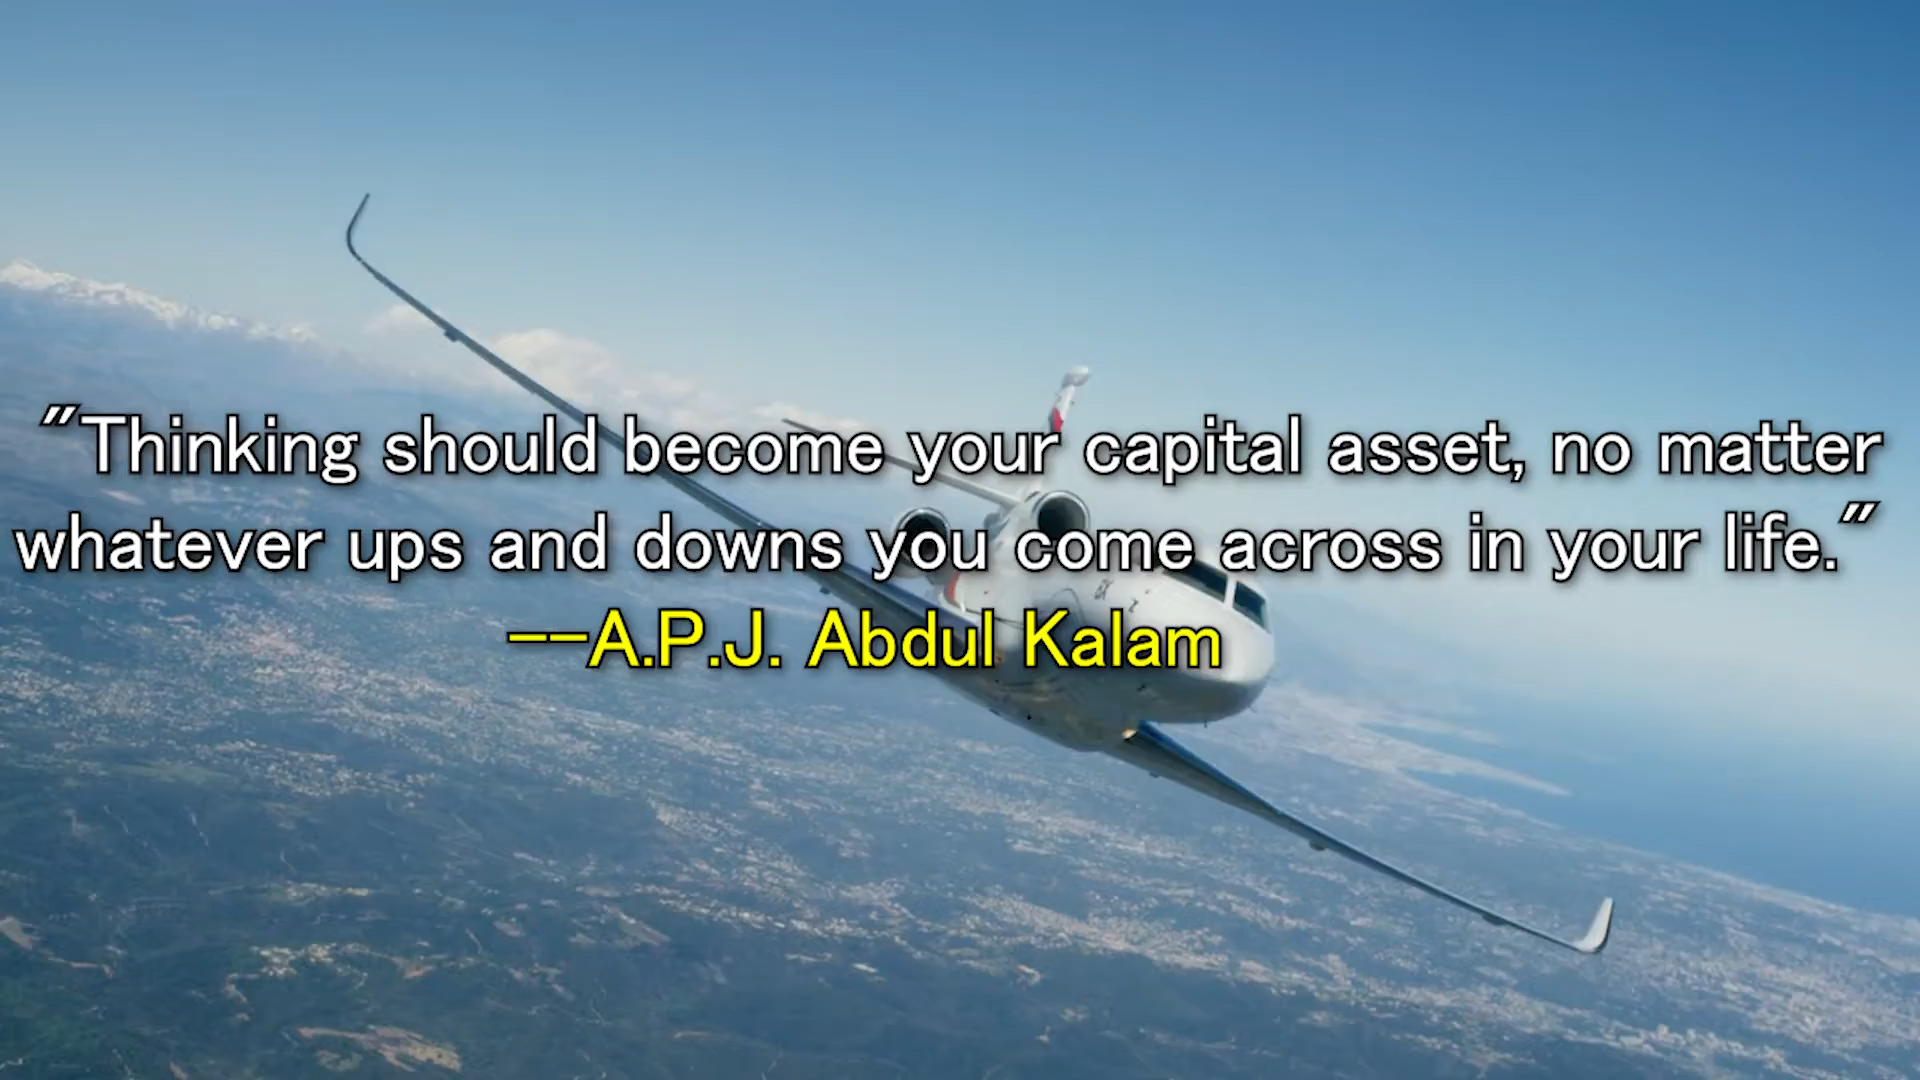 "Thinking should become your capital asset, no matter
whatever ups and downs you come across in your life."
--A.P.J. Abdul Kalam